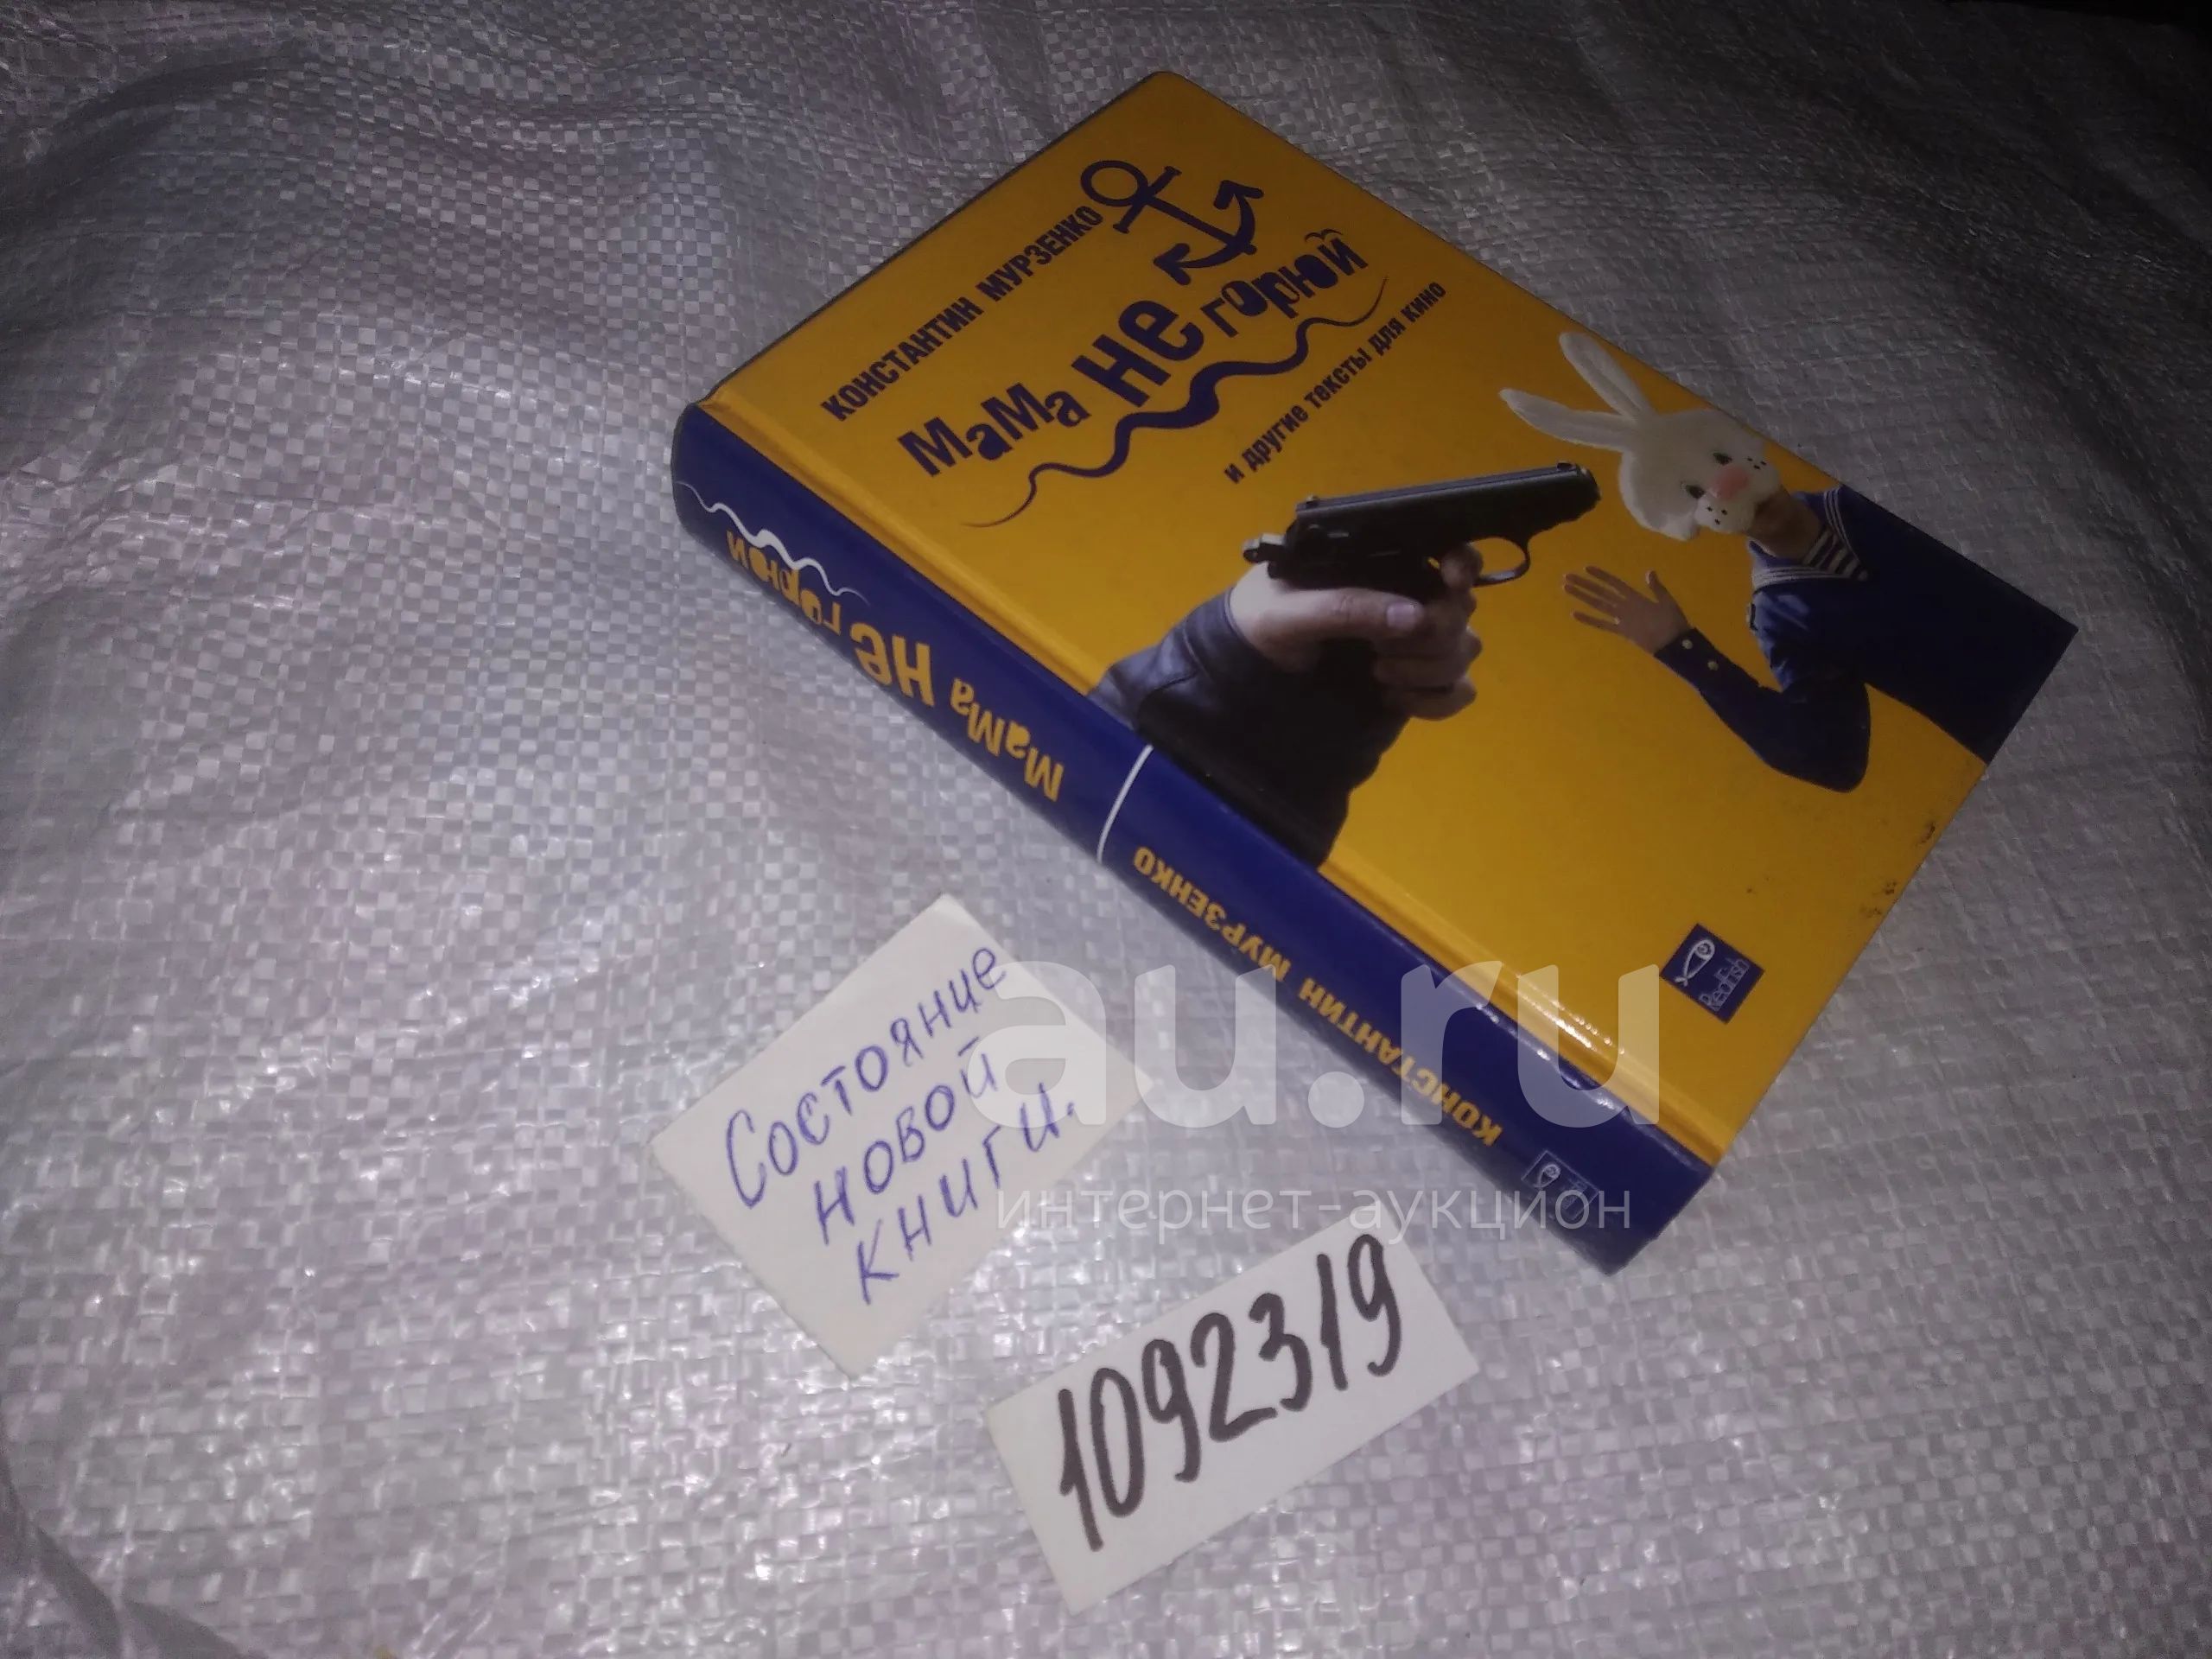 КОНСТАНТИН МУРЗЕНКО
МаМа Не горюй
и другие тексты для кино
RedFish
МаМа Не горюй
КОНСТАНТИН МУРЗЕНКО
Состояние
новой
книги.
au.ru
интернет-аукцион
1092319